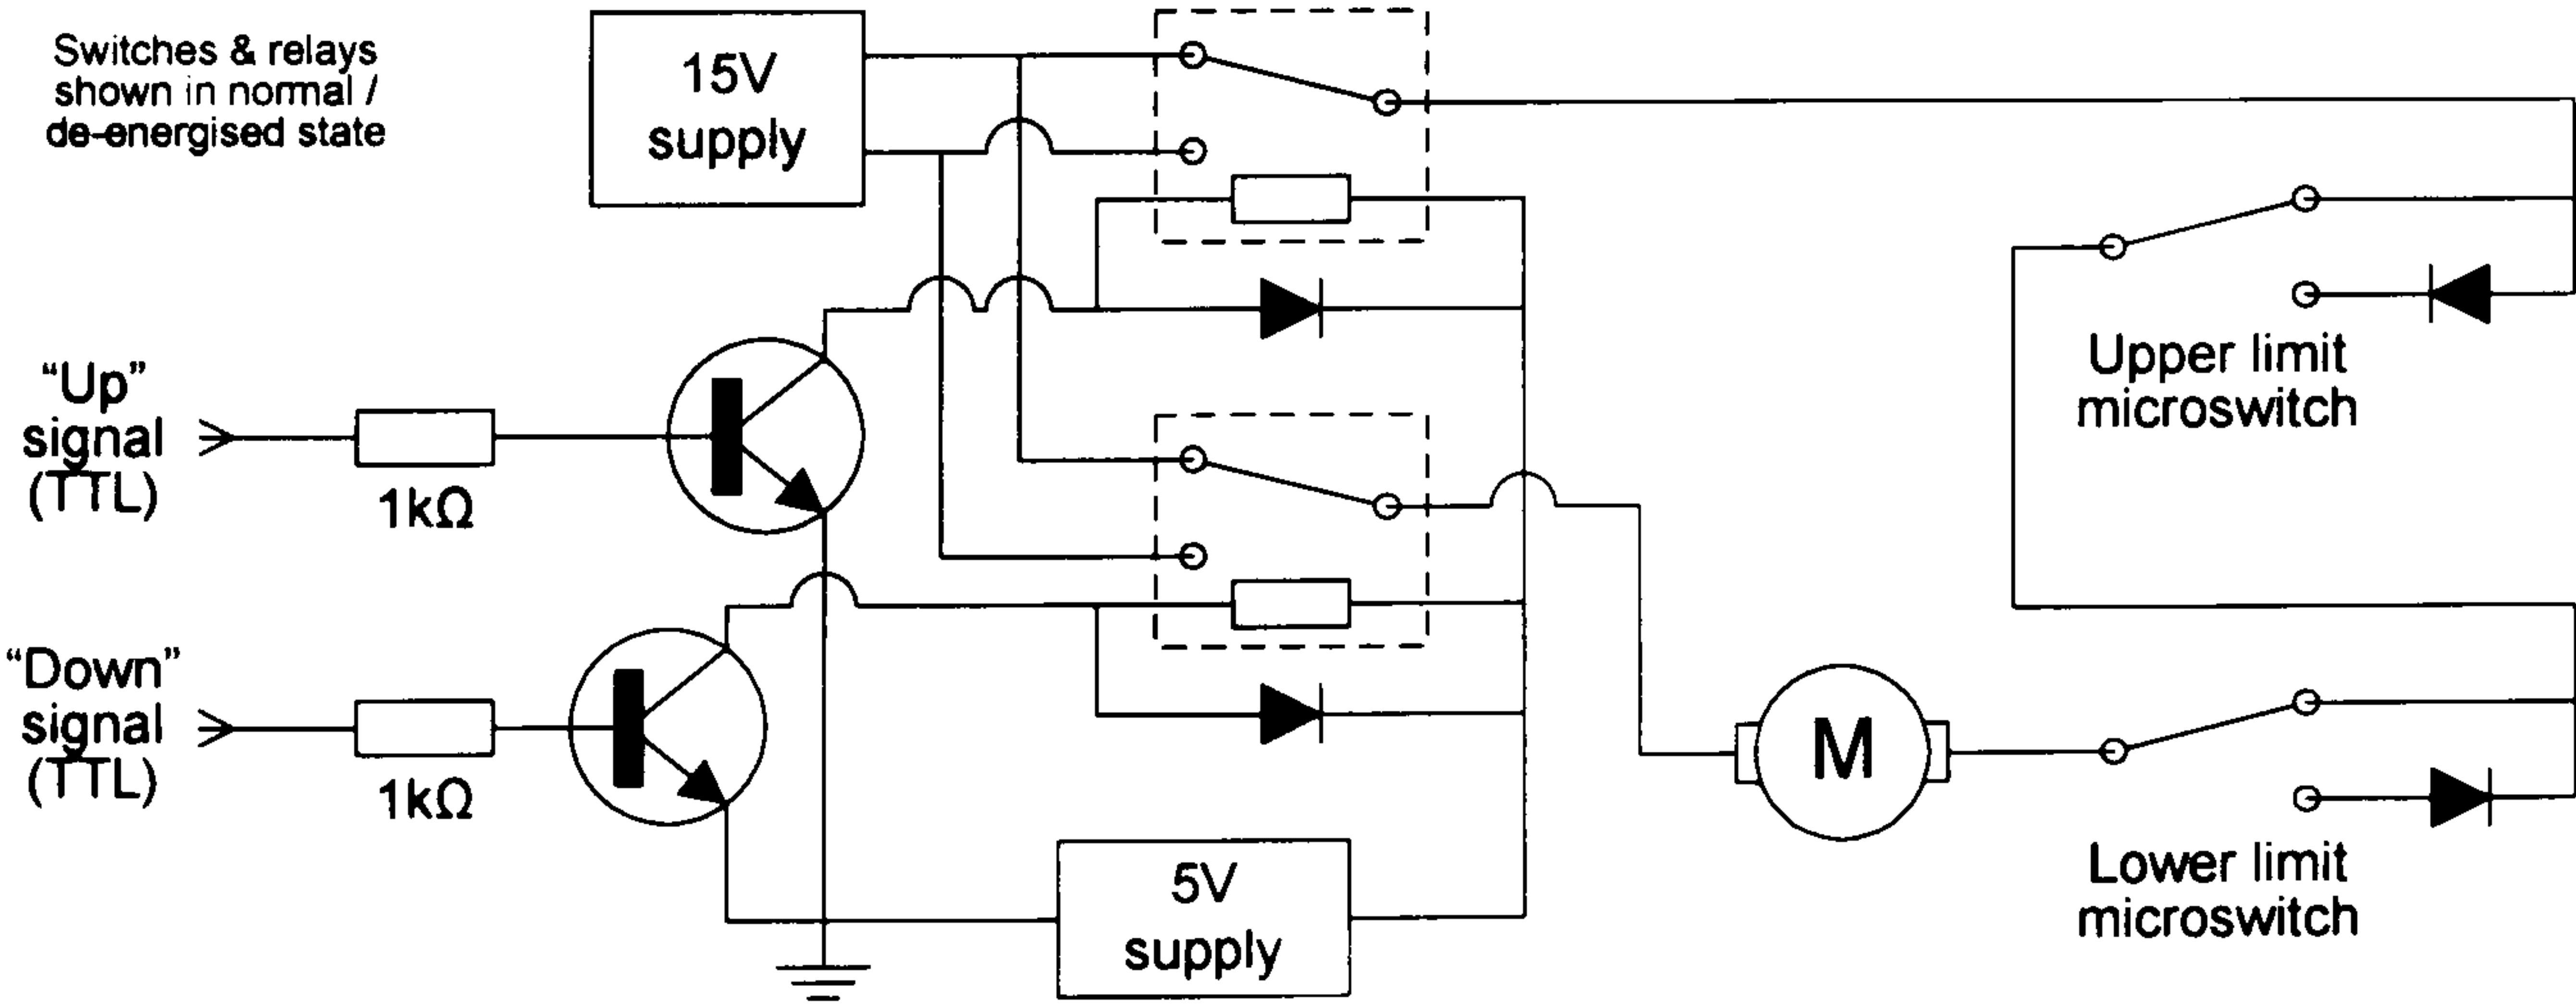 Switches & relays
shown in normal /
de-energised state
15V
supply
“Up”
signal
(TTL)
1kΩ
Upper limit
microswitch
“Down”
signal
(TTL)
1kΩ
M
5V
supply
Lower limit
microswitch